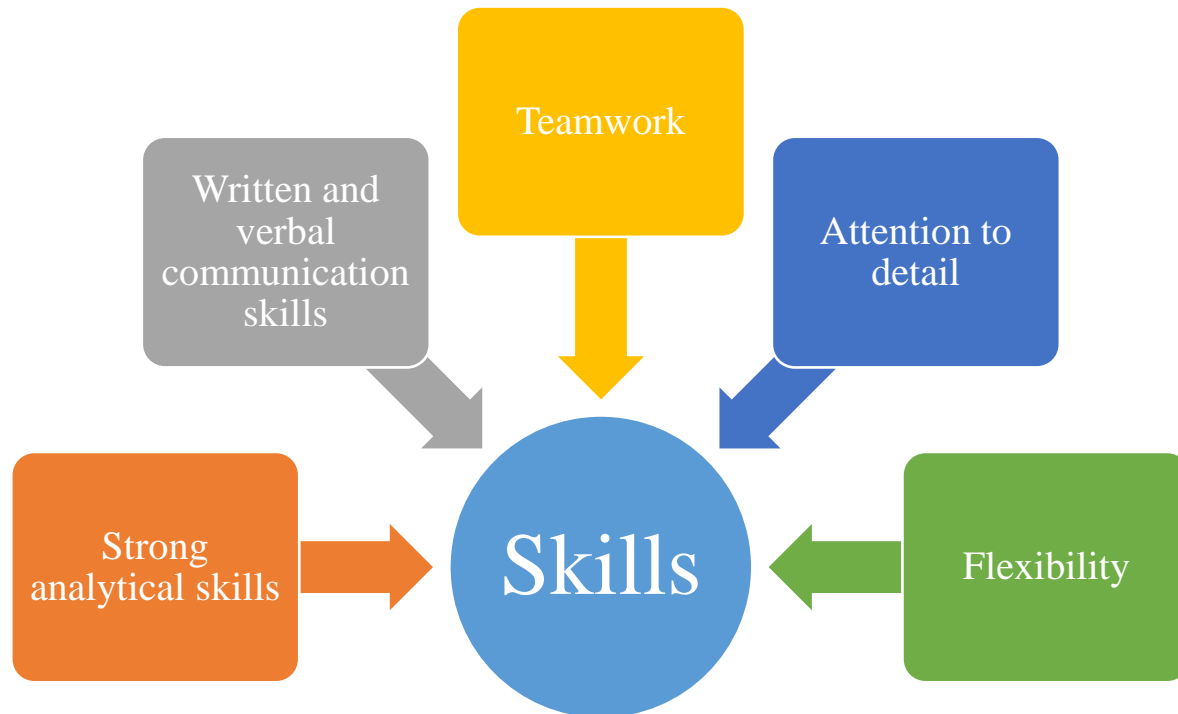 Teamwork
Written and
verbal
communication
skills
Attention to
detail
Strong
analytical skills
Skills
Flexibility